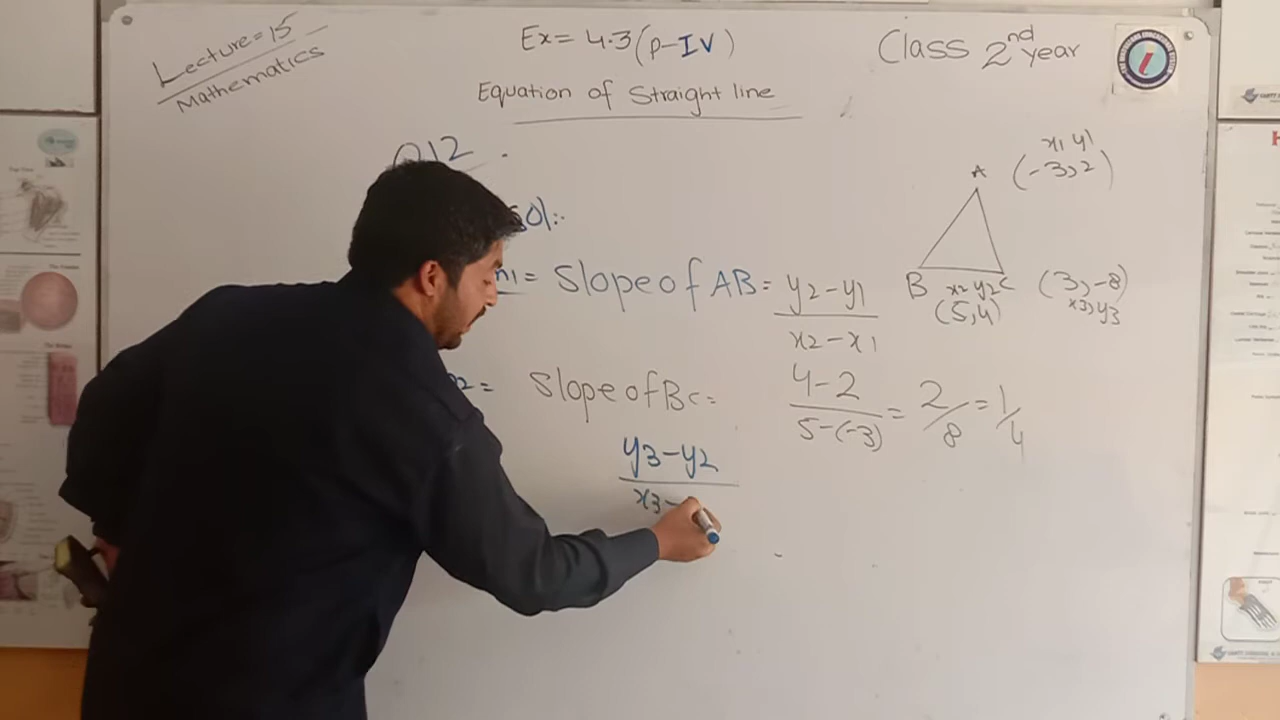 Lecture = 15
Mathematics
Ex = 4.3 (P-IV)
Equation of Straight line
Class 2nd year
Q12
Sol:-
m1 = Slope of AB = y2-y1 / x2-x1
4-2 / 5-(-3) = 2/8 = 1/4
= Slope of BC =
y3-y2
x3-
A
x1 y1
(-3, 2)
B
x2 y2
(5, 4)
C
(3, -8)
x3, y3